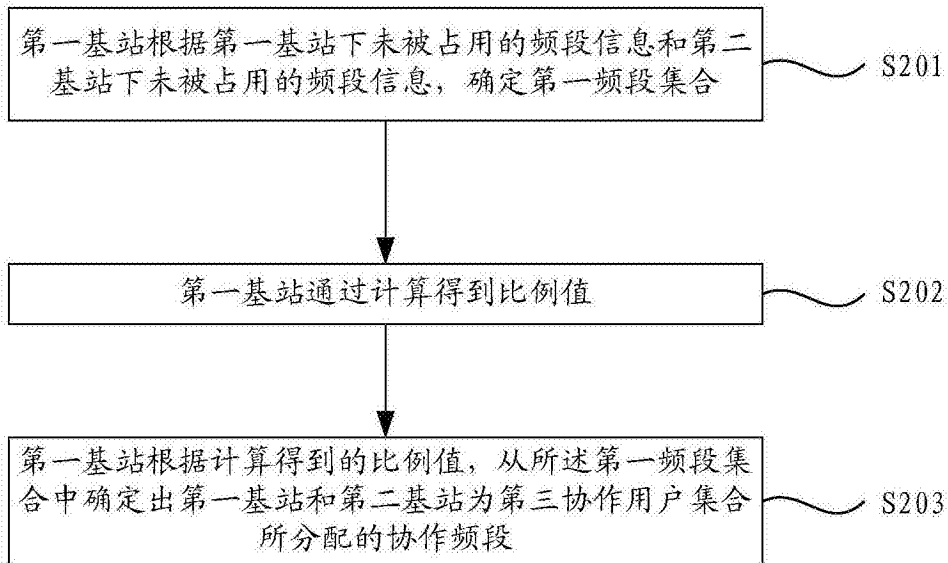 第一基站根据第一基站下未被占用的频段信息和第二
基站下未被占用的频段信息，确定第一频段集合
S201
第一基站通过计算得到比例值
S202
第一基站根据计算得到的比例值，从所述第一频段集
合中确定出第一基站和第二基站为第三协作用户集合
所分配的协作频段
S203